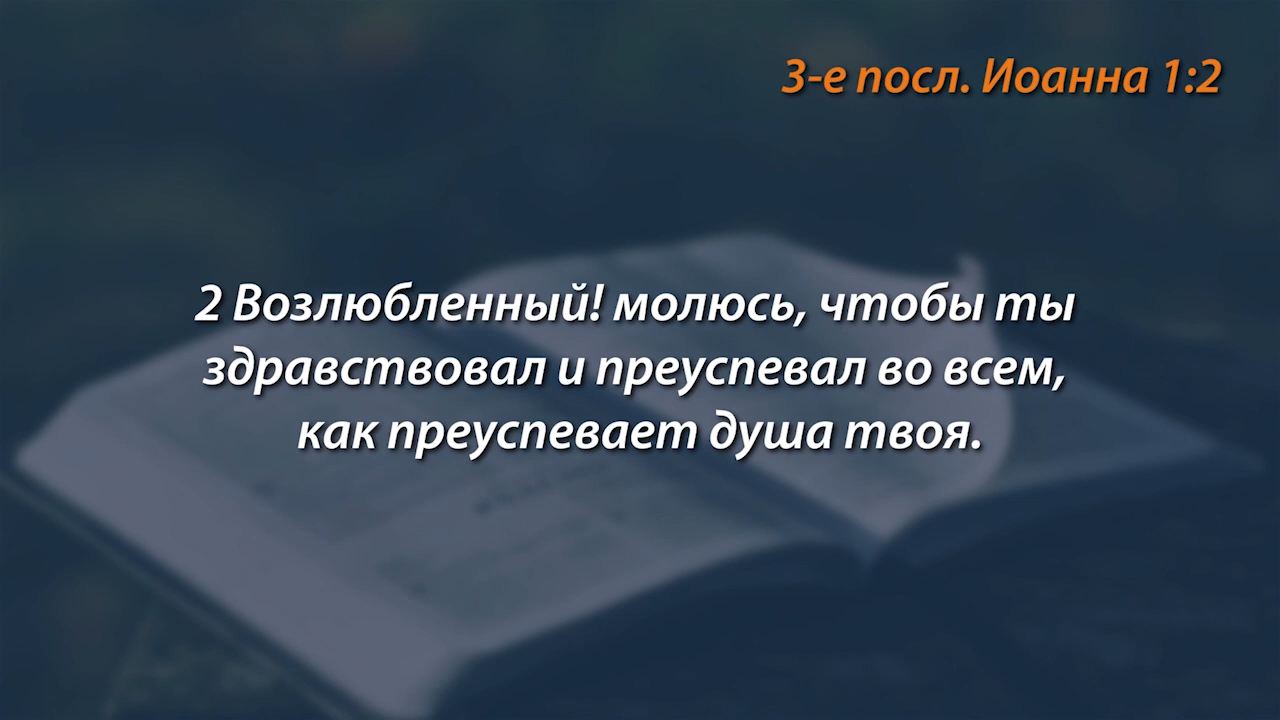 3-е посл. Иоанна 1:2
2 Возлюбленный! молюсь, чтобы ты
здравствовал и преуспевал во всем,
как преуспевает душа твоя.